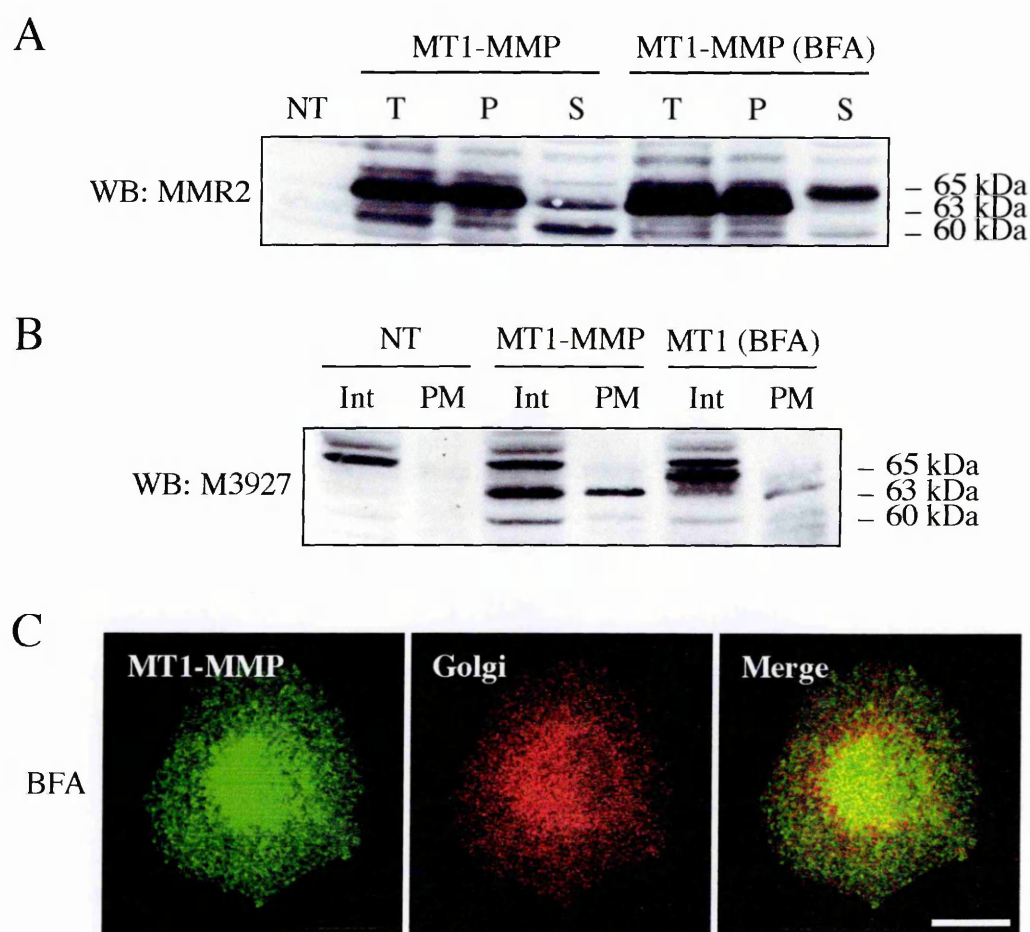 A
MT1-MMP MT1-MMP (BFA)
NT T P S T P S
WB: MMR2
– 65 kDa
– 63 kDa
– 60 kDa
B
NT MT1-MMP MT1 (BFA)
Int PM Int PM Int PM
WB: M3927
– 65 kDa
– 63 kDa
– 60 kDa
C
MT1-MMP Golgi Merge
BFA